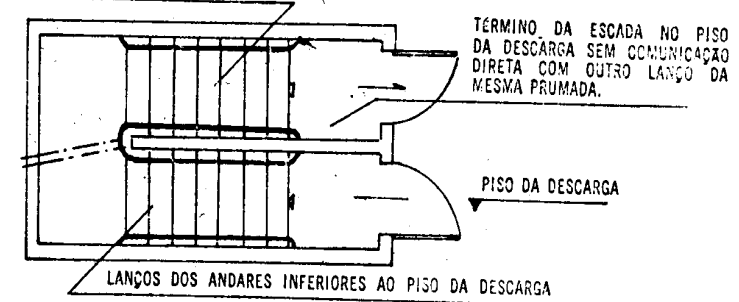 TÉRMINO DA ESCADA NO PISO
DA DESCARGA SEM COMUNICAÇÃO
DIRETA COM OUTRO LANÇO DA
MESMA PRUMADA.
PISO DA DESCARGA
LANÇOS DOS ANDARES INFERIORES AO PISO DA DESCARGA